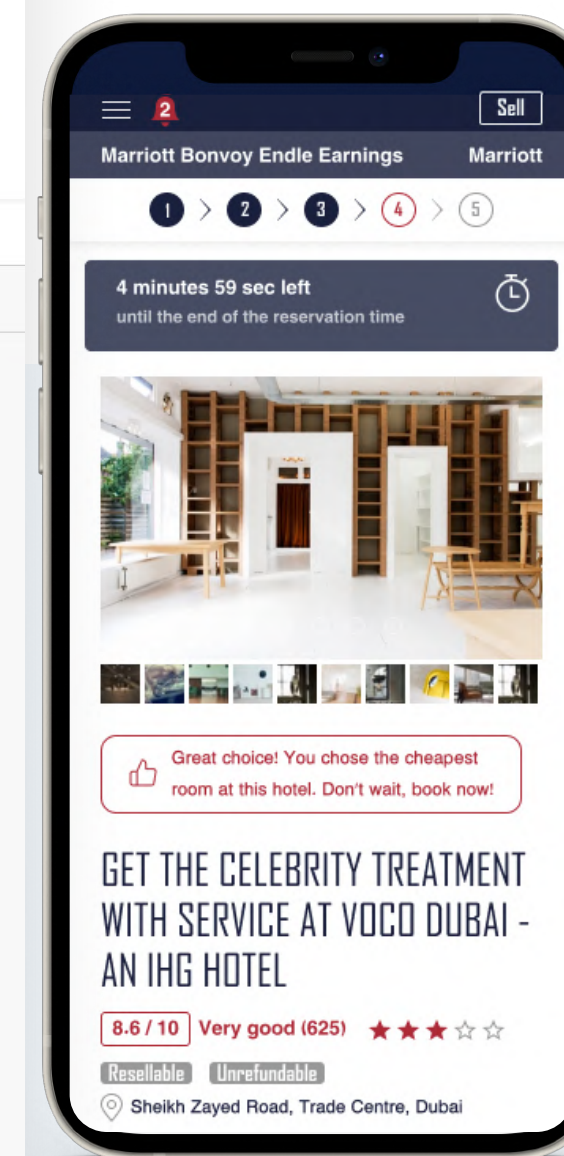 2
Sell
Marriott Bonvoy Endle Earnings
Marriott
1 2 3 4 5
4 minutes 59 sec left
until the end of the reservation time
Great choice! You chose the cheapest
room at this hotel. Don't wait, book now!
GET THE CELEBRITY TREATMENT
WITH SERVICE AT VOCO DUBAI -
AN IHG HOTEL
8.6 / 10 Very good (625)
Resellable Unrefundable
Sheikh Zayed Road, Trade Centre, Dubai